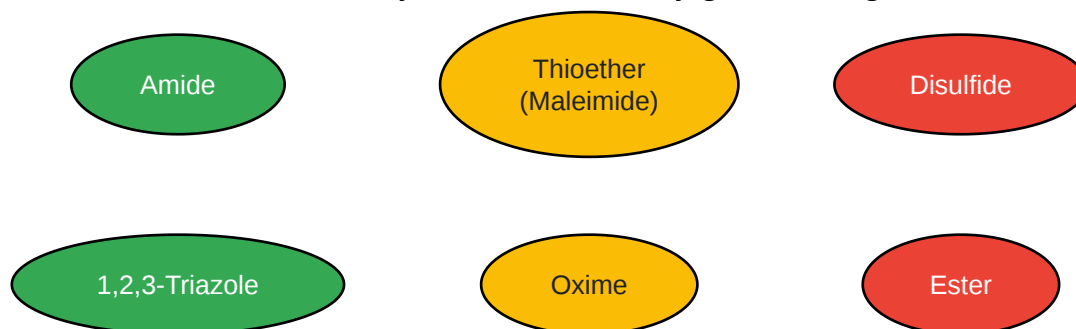 Amide
Thioether
(Maleimide)
Disulfide
1,2,3-Triazole
Oxime
Ester